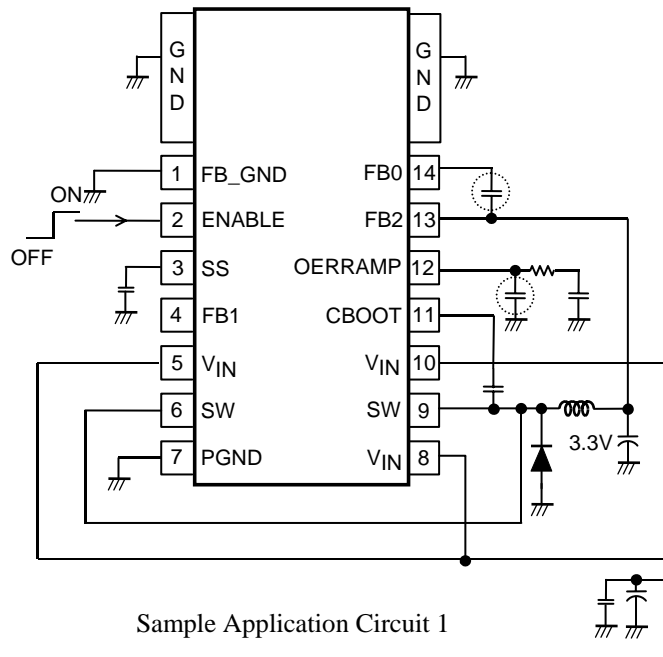 GND
GND
1 FB_GND
FB0 14
ON
2 ENABLE
FB2 13
OFF
3 SS
OERRAMP 12
4 FB1
CBOOT 11
5 VIN
VIN 10
6 SW
SW 9
3.3V
7 PGND
VIN 8
Sample Application Circuit 1